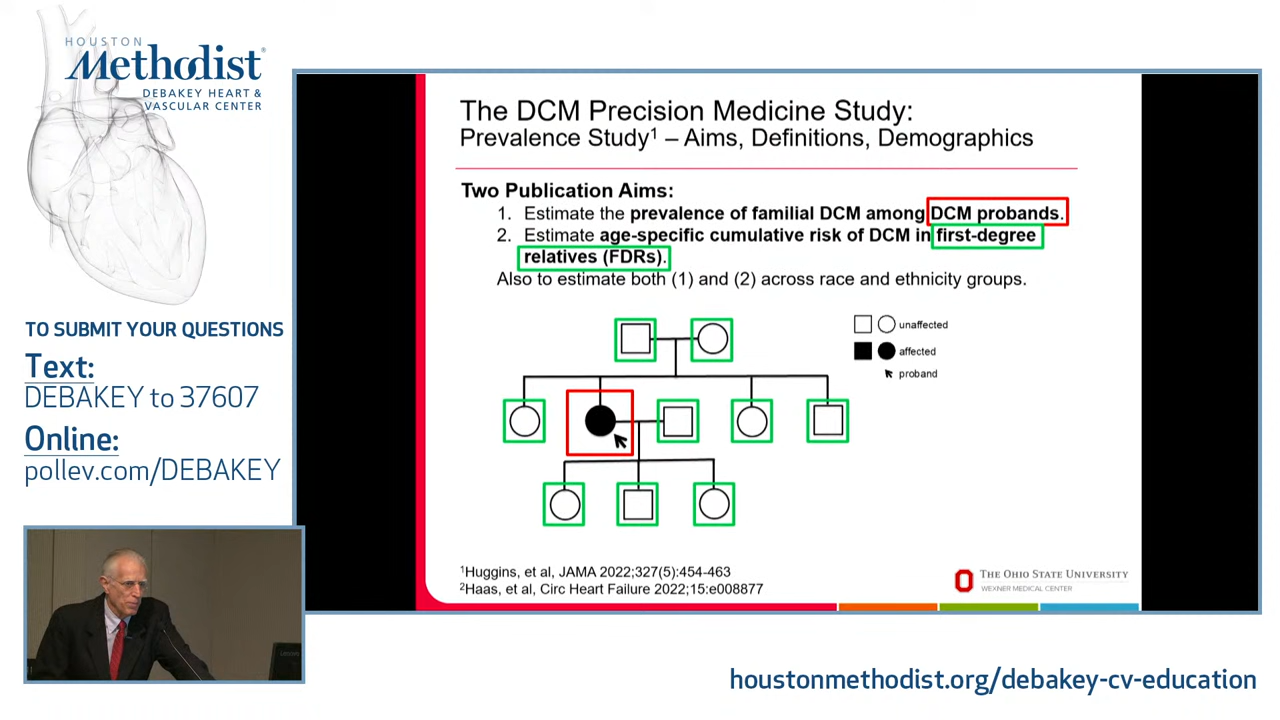 HOUSTON
Methodist®
DEBAKEY HEART &
VASCULAR CENTER
TO SUBMIT YOUR QUESTIONS
Text:
DEBAKEY to 37607
Online:
pollev.com/DEBAKEY
The DCM Precision Medicine Study:
Prevalence Study¹ – Aims, Definitions, Demographics
Two Publication Aims:
1. Estimate the prevalence of familial DCM among DCM probands.
2. Estimate age-specific cumulative risk of DCM in first-degree
relatives (FDRs).
Also to estimate both (1) and (2) across race and ethnicity groups.
unaffected
affected
proband
¹Huggins, et al, JAMA 2022;327(5):454-463
²Haas, et al, Circ Heart Failure 2022;15:e008877
THE OHIO STATE UNIVERSITY
WEXNER MEDICAL CENTER
houstonmethodist.org/debakey-cv-education